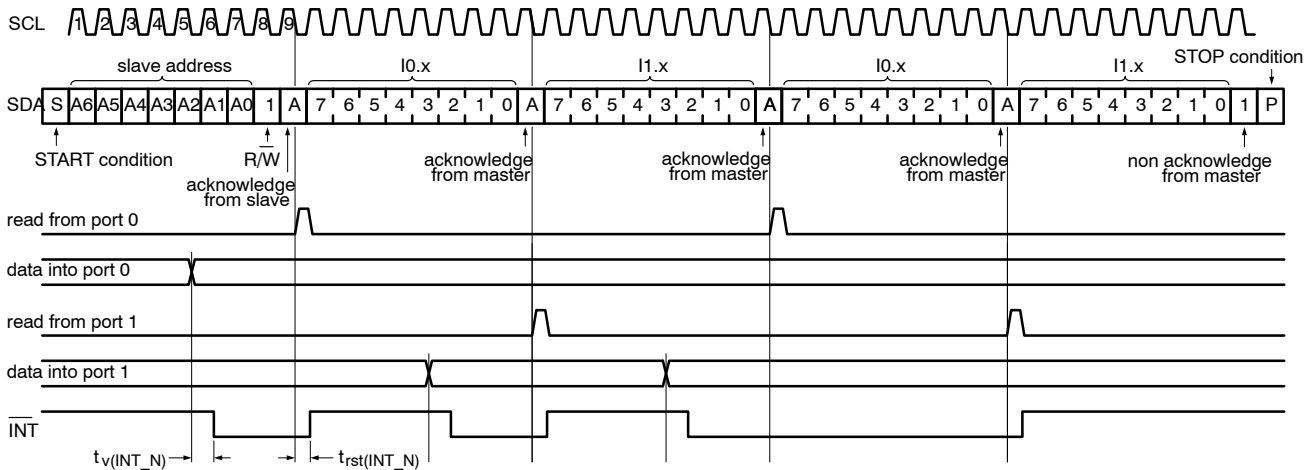 SCL 1 2 3 4 5 6 7 8 9
slave address I0.x I1.x I0.x I1.x STOP condition
SDA S A6 A5 A4 A3 A2 A1 A0 1 A 7 6 5 4 3 2 1 0 A 7 6 5 4 3 2 1 0 A 7 6 5 4 3 2 1 0 A 7 6 5 4 3 2 1 0 1 P
START condition R/W acknowledge from master acknowledge from master acknowledge from master non acknowledge from master
acknowledge from slave
read from port 0
data into port 0
read from port 1
data into port 1
INT
tv(INT_N) trst(INT_N)